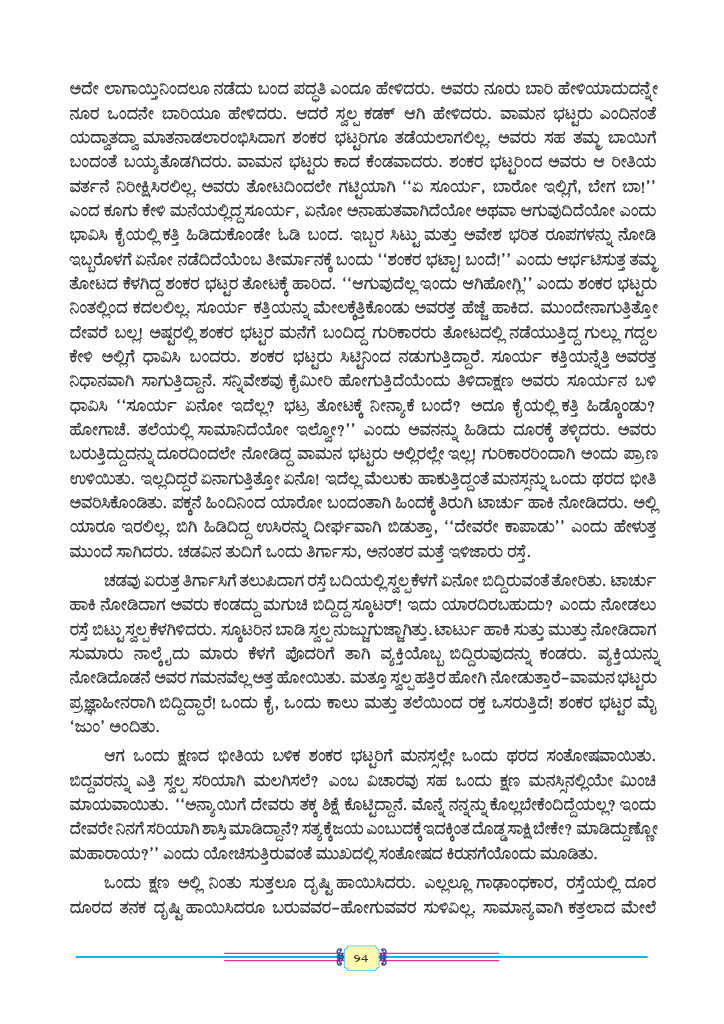 ಅದೇ ಲಾಗಾಯ್ತಿನಿಂದಲೂ ನಡೆದು ಬಂದ ಪದ್ಧತಿ ಎಂದೂ ಹೇಳಿದರು. ಅವರು ನೂರು ಬಾರಿ ಹೇಳಿಯಾದುದನ್ನೇ
ನೂರ ಒಂದನೇ ಬಾರಿಯೂ ಹೇಳಿದರು. ಆದರೆ ಸ್ವಲ್ಪ ಕಡಕ್ ಆಗಿ ಹೇಳಿದರು. ವಾಮನ ಭಟ್ಟರು ಎಂದಿನಂತೆ
ಯದ್ವಾತದ್ವಾ ಮಾತನಾಡಲಾರಂಭಿಸಿದಾಗ ಶಂಕರ ಭಟ್ಟರಿಗೂ ತಡೆಯಲಾಗಲಿಲ್ಲ. ಅವರು ಸಹ ತಮ್ಮ ಬಾಯಿಗೆ
ಬಂದಂತೆ ಬಯ್ಯತೊಡಗಿದರು. ವಾಮನ ಭಟ್ಟರು ಕಾದ ಕೆಂಡವಾದರು. ಶಂಕರ ಭಟ್ಟರಿಂದ ಅವರು ಆ ರೀತಿಯ
ವರ್ತನೆ ನಿರೀಕ್ಷಿಸಿರಲಿಲ್ಲ. ಅವರು ತೋಟದಿಂದಲೇ ಗಟ್ಟಿಯಾಗಿ ‘‘ಏ ಸೂರ್ಯ, ಬಾರೋ ಇಲ್ಲಿಗೆ, ಬೇಗ ಬಾ!’’
ಎಂದ ಕೂಗು ಕೇಳಿ ಮನೆಯಲ್ಲಿದ್ದ ಸೂರ್ಯ, ಏನೋ ಅನಾಹುತವಾಗಿದೆಯೋ ಅಥವಾ ಆಗುವುದಿದೆಯೋ ಎಂದು
ಭಾವಿಸಿ ಕೈಯಲ್ಲಿ ಕತ್ತಿ ಹಿಡಿದುಕೊಂಡೇ ಓಡಿ ಬಂದ. ಇಬ್ಬರ ಸಿಟ್ಟು ಮತ್ತು ಅವೇಶ ಭರಿತ ರೂಪಗಳನ್ನು ನೋಡಿ
ಇಬ್ಬರೊಳಗೆ ಏನೋ ನಡೆದಿದೆಯೆಂಬ ತೀರ್ಮಾನಕ್ಕೆ ಬಂದು ‘‘ಶಂಕರ ಭಟ್ಟಾ! ಬಂದೆ!’’ ಎಂದು ಆರ್ಭಟಿಸುತ್ತ ತಮ್ಮ
ತೋಟದ ಕೆಳಗಿದ್ದ ಶಂಕರ ಭಟ್ಟರ ತೋಟಕ್ಕೆ ಹಾರಿದ. ‘‘ಆಗುವುದೆಲ್ಲ ಇಂದು ಆಗಿಹೋಗ್ಲಿ’’ ಎಂದು ಶಂಕರ ಭಟ್ಟರು
ನಿಂತಲ್ಲಿಂದ ಕದಲಲಿಲ್ಲ. ಸೂರ್ಯ ಕತ್ತಿಯನ್ನು ಮೇಲಕ್ಕೆತ್ತಿಕೊಂಡು ಅವರತ್ತ ಹೆಜ್ಜೆ ಹಾಕಿದ. ಮುಂದೇನಾಗುತಿತ್ತೋ
ದೇವರೆ ಬಲ್ಲ! ಅಷ್ಟರಲ್ಲಿ ಶಂಕರ ಭಟ್ಟರ ಮನೆಗೆ ಬಂದಿದ್ದ ಗುರಿಕಾರರು ತೋಟದಲ್ಲಿ ನಡೆಯುತ್ತಿದ್ದ ಗುಲ್ಲು ಗದ್ದಲ
ಕೇಳಿ ಅಲ್ಲಿಗೆ ಧಾವಿಸಿ ಬಂದರು. ಶಂಕರ ಭಟ್ಟರು ಸಿಟ್ಟಿನಿಂದ ನಡುಗುತ್ತಿದ್ದಾರೆ. ಸೂರ್ಯ ಕತ್ತಿಯನ್ನೆತ್ತಿ ಅವರತ್ತ
ನಿಧಾನವಾಗಿ ಸಾಗುತ್ತಿದ್ದಾನೆ. ಸನ್ನಿವೇಶವು ಕೈಮೀರಿ ಹೋಗುತ್ತಿದೆಯೆಂದು ತಿಳಿದಾಕ್ಷಣ ಅವರು ಸೂರ್ಯನ ಬಳಿ
ಧಾವಿಸಿ ‘‘ಸೂರ್ಯ ಏನೋ ಇದೆಲ್ಲ? ಭಟ್ರ ತೋಟಕ್ಕೆ ನೀನ್ಯಾಕೆ ಬಂದೆ? ಅದೂ ಕೈಯಲ್ಲಿ ಕತ್ತಿ ಹಿಡ್ಕೊಂಡು?
ಹೋಗಾಚೆ. ತಲೆಯಲ್ಲಿ ಸಾಮಾನಿದೆಯೋ ಇಲ್ವೋ?’’ ಎಂದು ಅವನನ್ನು ಹಿಡಿದು ದೂರಕ್ಕೆ ತಳ್ಳಿದರು. ಅವರು
ಬರುತ್ತಿದ್ದುದನ್ನು ದೂರದಿಂದಲೇ ನೋಡಿದ್ದ ವಾಮನ ಭಟ್ಟರು ಅಲ್ಲಿರಲ್ಲೇ ಇಲ್ಲ! ಗುರಿಕಾರರಿಂದಾಗಿ ಅಂದು ಪ್ರಾಣ
ಉಳಿಯಿತು. ಇಲ್ಲದಿದ್ದರೆ ಏನಾಗುತಿತ್ತೋ ಏನೊ! ಇದೆಲ್ಲ ಮೆಲುಕು ಹಾಕುತ್ತಿದ್ದಂತೆ ಮನಸ್ಸನ್ನು ಒಂದು ಥರದ ಭೀತಿ
ಅವರಿಸಿಕೊಂಡಿತು. ಪಕ್ಕನೆ ಹಿಂದಿನಿಂದ ಯಾರೋ ಬಂದಂತಾಗಿ ಹಿಂದಕ್ಕೆ ತಿರುಗಿ ಟಾರ್ಚು ಹಾಕಿ ನೋಡಿದರು. ಅಲ್ಲಿ
ಯಾರೂ ಇರಲಿಲ್ಲ. ಬಿಗಿ ಹಿಡಿದಿದ್ದ ಉಸಿರನ್ನು ದೀರ್ಘವಾಗಿ ಬಿಡುತ್ತಾ, ‘‘ದೇವರೇ ಕಾಪಾಡು’’ ಎಂದು ಹೇಳುತ್ತ
ಮುಂದೆ ಸಾಗಿದರು. ಚಡವಿನ ತುದಿಗೆ ಒಂದು ತಿರ್ಗಾಸು, ಅನಂತರ ಮತ್ತೆ ಇಳಿಜಾರು ರಸ್ತೆ.
ಚಡವು ಏರುತ್ತ ತಿರ್ಗಾಸಿಗೆ ತಲುಪಿದಾಗ ರಸ್ತೆ ಬದಿಯಲ್ಲಿ ಸ್ವಲ್ಪ ಕೆಳಗೆ ಏನೋ ಬಿದ್ದಿರುವಂತೆ ತೋರಿತು. ಟಾರ್ಚು
ಹಾಕಿ ನೋಡಿದಾಗ ಅವರು ಕಂಡದ್ದು ಮಗುಚಿ ಬಿದ್ದಿದ್ದ ಸ್ಕೂಟರ್! ಇದು ಯಾರದಿರಬಹುದು? ಎಂದು ನೋಡಲು
ರಸ್ತೆ ಬಿಟ್ಟು ಸ್ವಲ್ಪ ಕೆಳಗಿಳಿದರು. ಸ್ಕೂಟರಿನ ಬಾಡಿ ಸ್ವಲ್ಪ ನುಜ್ಜುಗುಜ್ಜಾಗಿತ್ತು. ಟಾರ್ಟು ಹಾಕಿ ಸುತ್ತು ಮುತ್ತು ನೋಡಿದಾಗ
ಸುಮಾರು ನಾಲ್ಕೈದು ಮಾರು ಕೆಳಗೆ ಪೊದರಿಗೆ ತಾಗಿ ವ್ಯಕ್ತಿಯೊಬ್ಬ ಬಿದ್ದಿರುವುದನ್ನು ಕಂಡರು. ವ್ಯಕ್ತಿಯನ್ನು
ನೋಡಿದೊಡನೆ ಅವರ ಗಮನವೆಲ್ಲ ಅತ್ತ ಹೋಯಿತು. ಮತ್ತೂ ಸ್ವಲ್ಪ ಹತ್ತಿರ ಹೋಗಿ ನೋಡುತ್ತಾರೆ–ವಾಮನ ಭಟ್ಟರು
ಪ್ರಜ್ಞಾಹೀನರಾಗಿ ಬಿದ್ದಿದ್ದಾರೆ! ಒಂದು ಕೈ, ಒಂದು ಕಾಲು ಮತ್ತು ತಲೆಯಿಂದ ರಕ್ತ ಒಸರುತ್ತಿದೆ! ಶಂಕರ ಭಟ್ಟರ ಮೈ
‘ಜುಂ’ ಅಂದಿತು.
ಆಗ ಒಂದು ಕ್ಷಣದ ಭೀತಿಯ ಬಳಿಕ ಶಂಕರ ಭಟ್ಟರಿಗೆ ಮನಸ್ಸಲ್ಲೇ ಒಂದು ಥರದ ಸಂತೋಷವಾಯಿತು.
ಬಿದ್ದವರನ್ನು ಎತ್ತಿ ಸ್ವಲ್ಪ ಸರಿಯಾಗಿ ಮಲಗಿಸಲೆ? ಎಂಬ ವಿಚಾರವು ಸಹ ಒಂದು ಕ್ಷಣ ಮನಸ್ಸಿನಲ್ಲಿಯೇ ಮಿಂಚಿ
ಮಾಯವಾಯಿತು. ‘‘ಅನ್ಯಾಯಿಗೆ ದೇವರು ತಕ್ಕ ಶಿಕ್ಷೆ ಕೊಟ್ಟಿದ್ದಾನೆ. ಮೊನ್ನೆ ನನ್ನನ್ನು ಕೊಲ್ಲಬೇಕೆಂದಿದ್ದೆಯಲ್ಲ? ಇಂದು
ದೇವರೇ ನಿನಗೆ ಸರಿಯಾಗಿ ಶಾಸ್ತಿ ಮಾಡಿದ್ದಾನೆ? ಸತ್ಯಕ್ಕೆಜಯ ಎಂಬುದಕ್ಕೆ ಇದಕ್ಕಿಂತ ದೊಡ್ಡ ಸಾಕ್ಷಿ ಬೇಕೇ? ಮಾಡಿದ್ದುಣ್ಣೋ
ಮಹಾರಾಯ?’’ ಎಂದು ಯೋಚಿಸುತ್ತಿರುವಂತೆ ಮುಖದಲ್ಲಿ ಸಂತೋಷದ ಕಿರುನಗೆಯೊಂದು ಮೂಡಿತು.
ಒಂದು ಕ್ಷಣ ಅಲ್ಲಿ ನಿಂತು ಸುತ್ತಲೂ ದೃಷ್ಟಿ ಹಾಯಿಸಿದರು. ಎಲ್ಲಲ್ಲೂ ಗಾಢಾಂಧಕಾರ, ರಸ್ತೆಯಲ್ಲಿ ದೂರ
ದೂರದ ತನಕ ದೃಷ್ಟಿ ಹಾಯಿಸಿದರೂ ಬರುವವರ–ಹೋಗುವವರ ಸುಳಿವಿಲ್ಲ. ಸಾಮಾನ್ಯವಾಗಿ ಕತ್ತಲಾದ ಮೇಲೆ
94